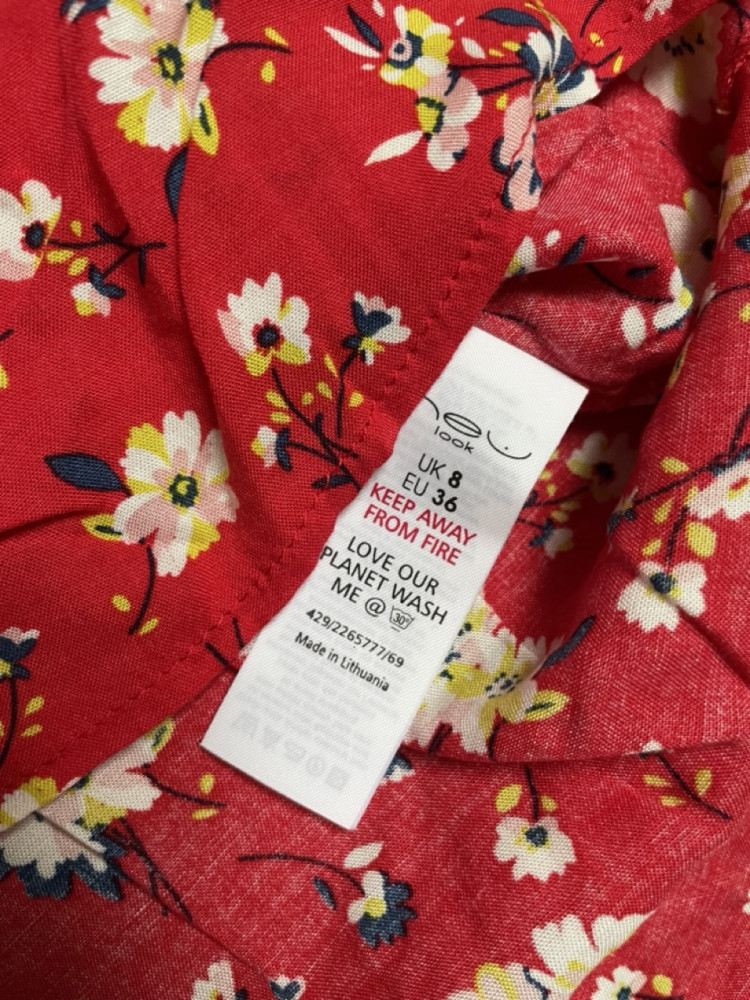 new
look
UK 8
EU 36
KEEP AWAY
FROM FIRE
LOVE OUR
PLANET WASH
ME @ 30°
429/2265777/69
Made in Lithuania